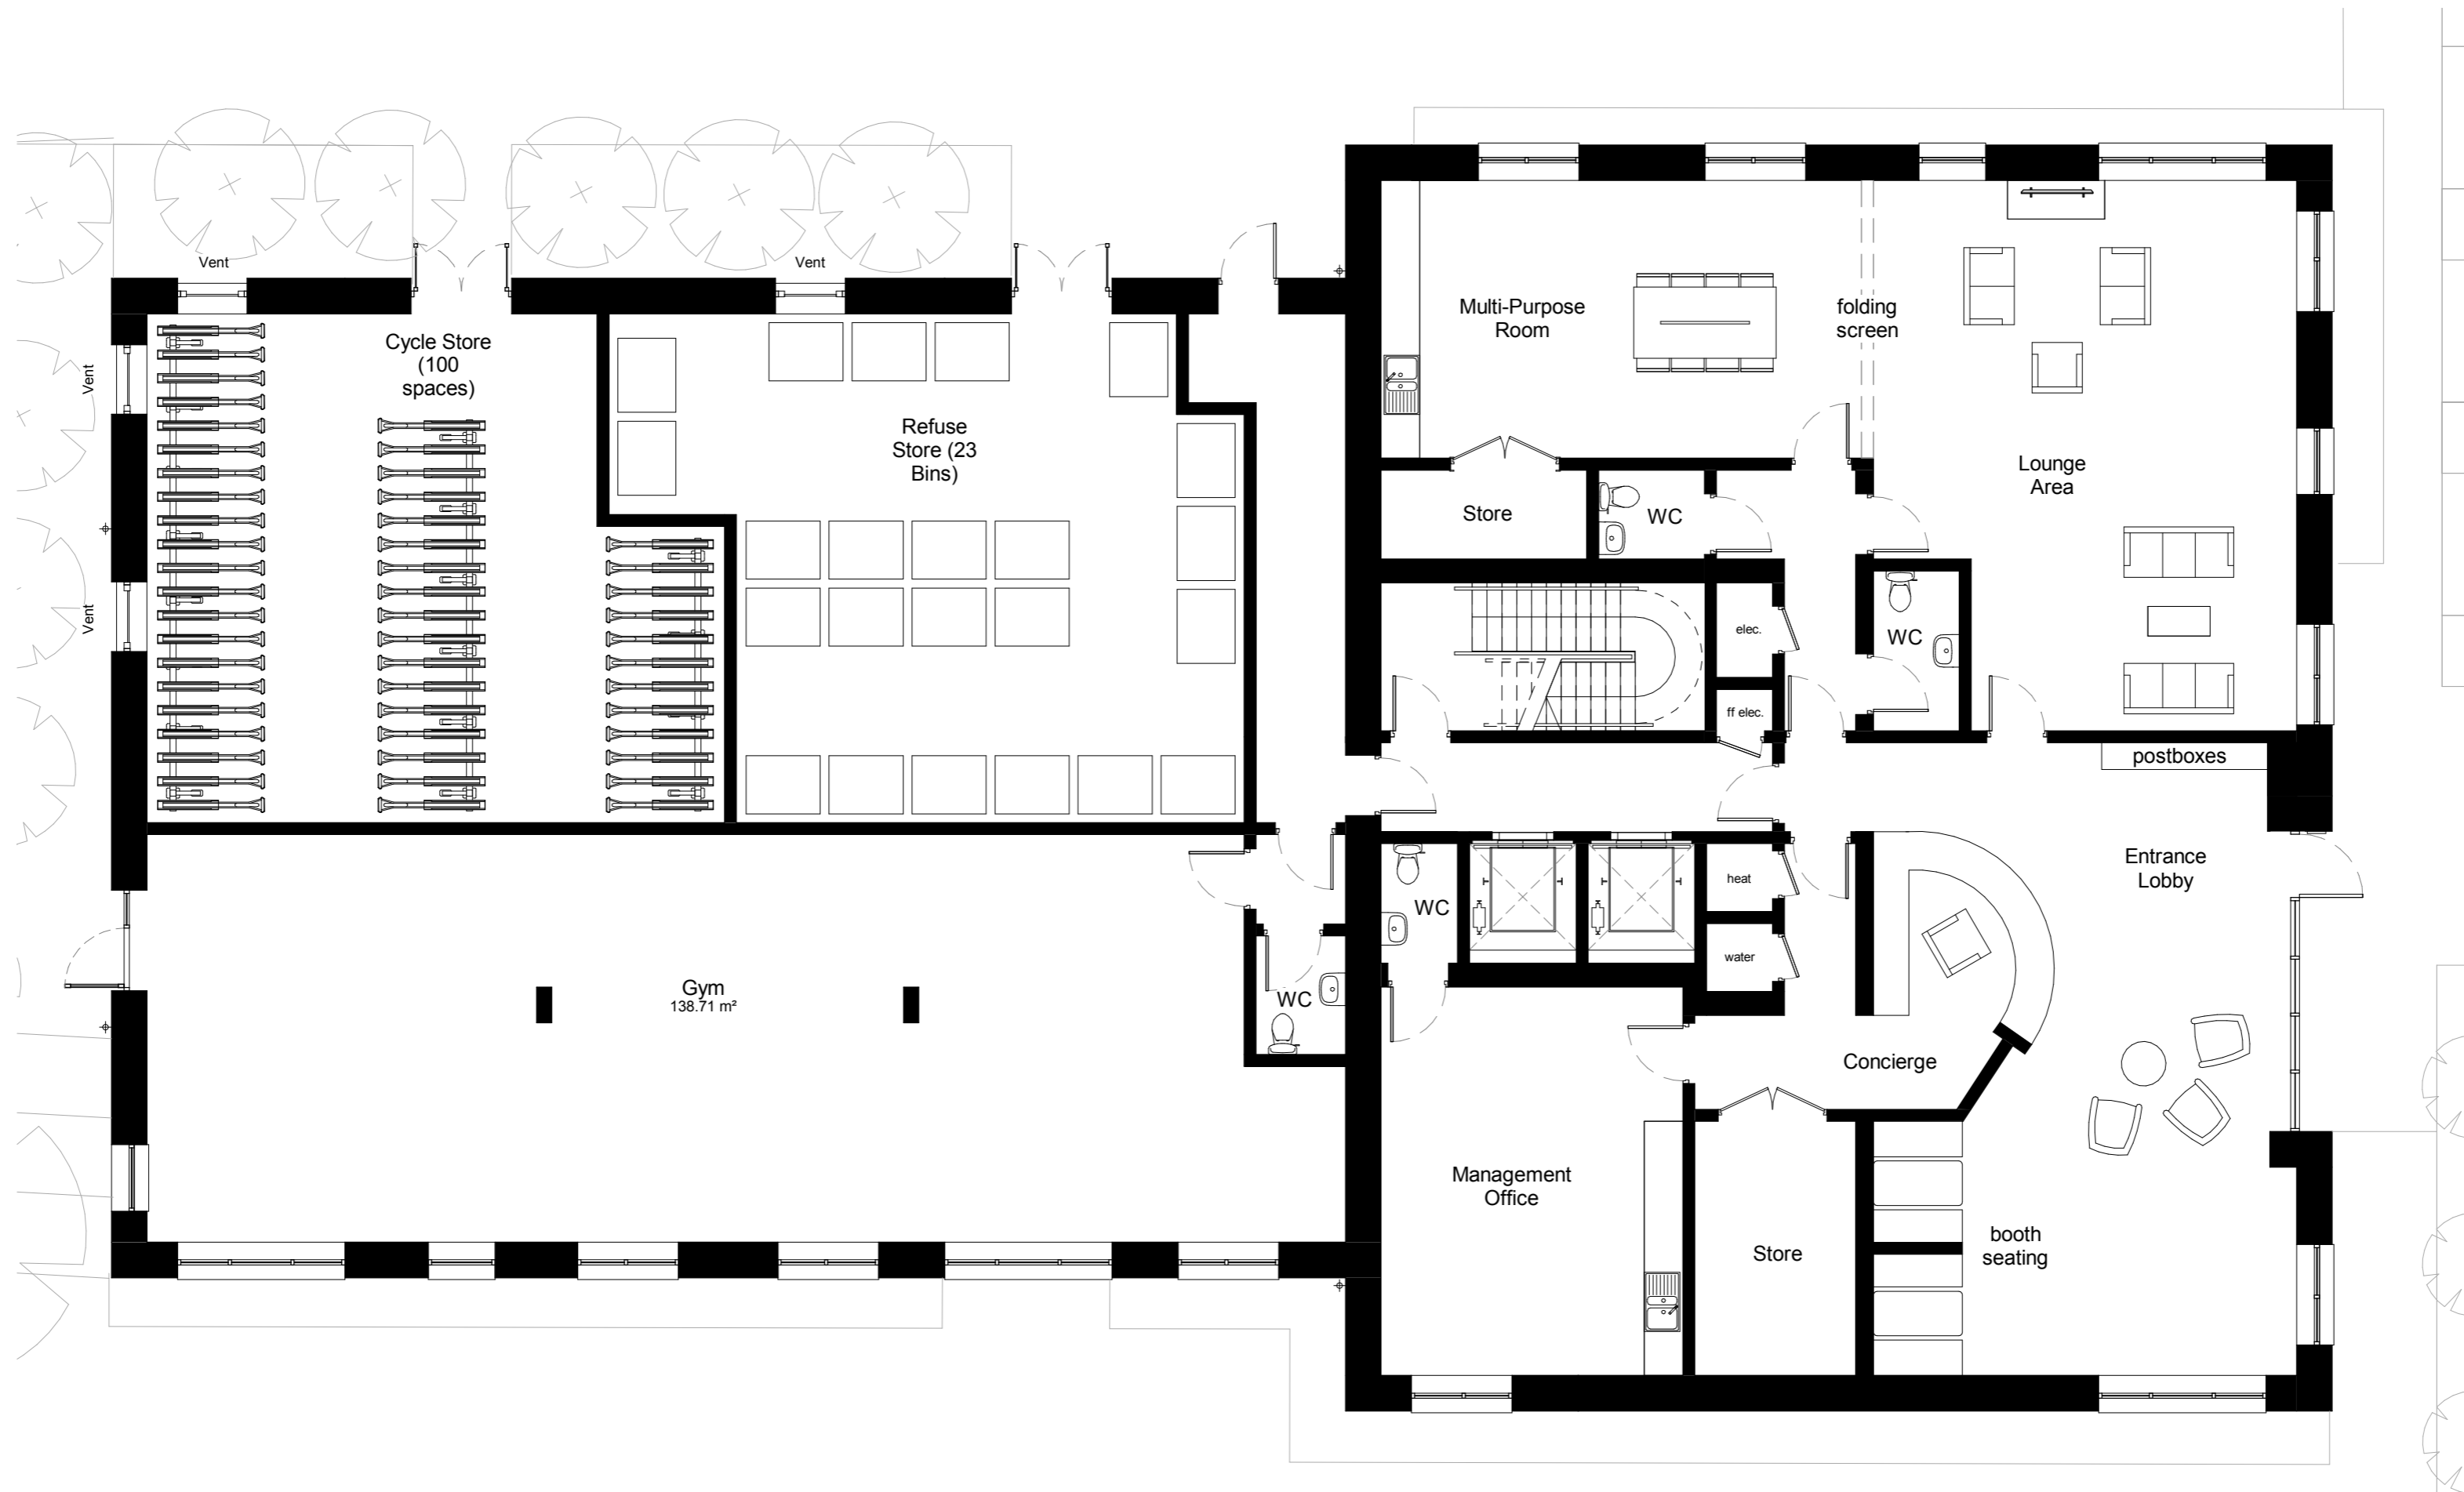 Vent
Vent
Vent
Vent
Cycle Store
(100
spaces)
Refuse
Store (23
Bins)
Multi-Purpose
Room
folding
screen
Lounge
Area
Store
WC
elec.
WC
ff elec.
postboxes
Entrance
Lobby
heat
WC
water
Gym
138.71 m²
WC
Concierge
Management
Office
Store
booth
seating